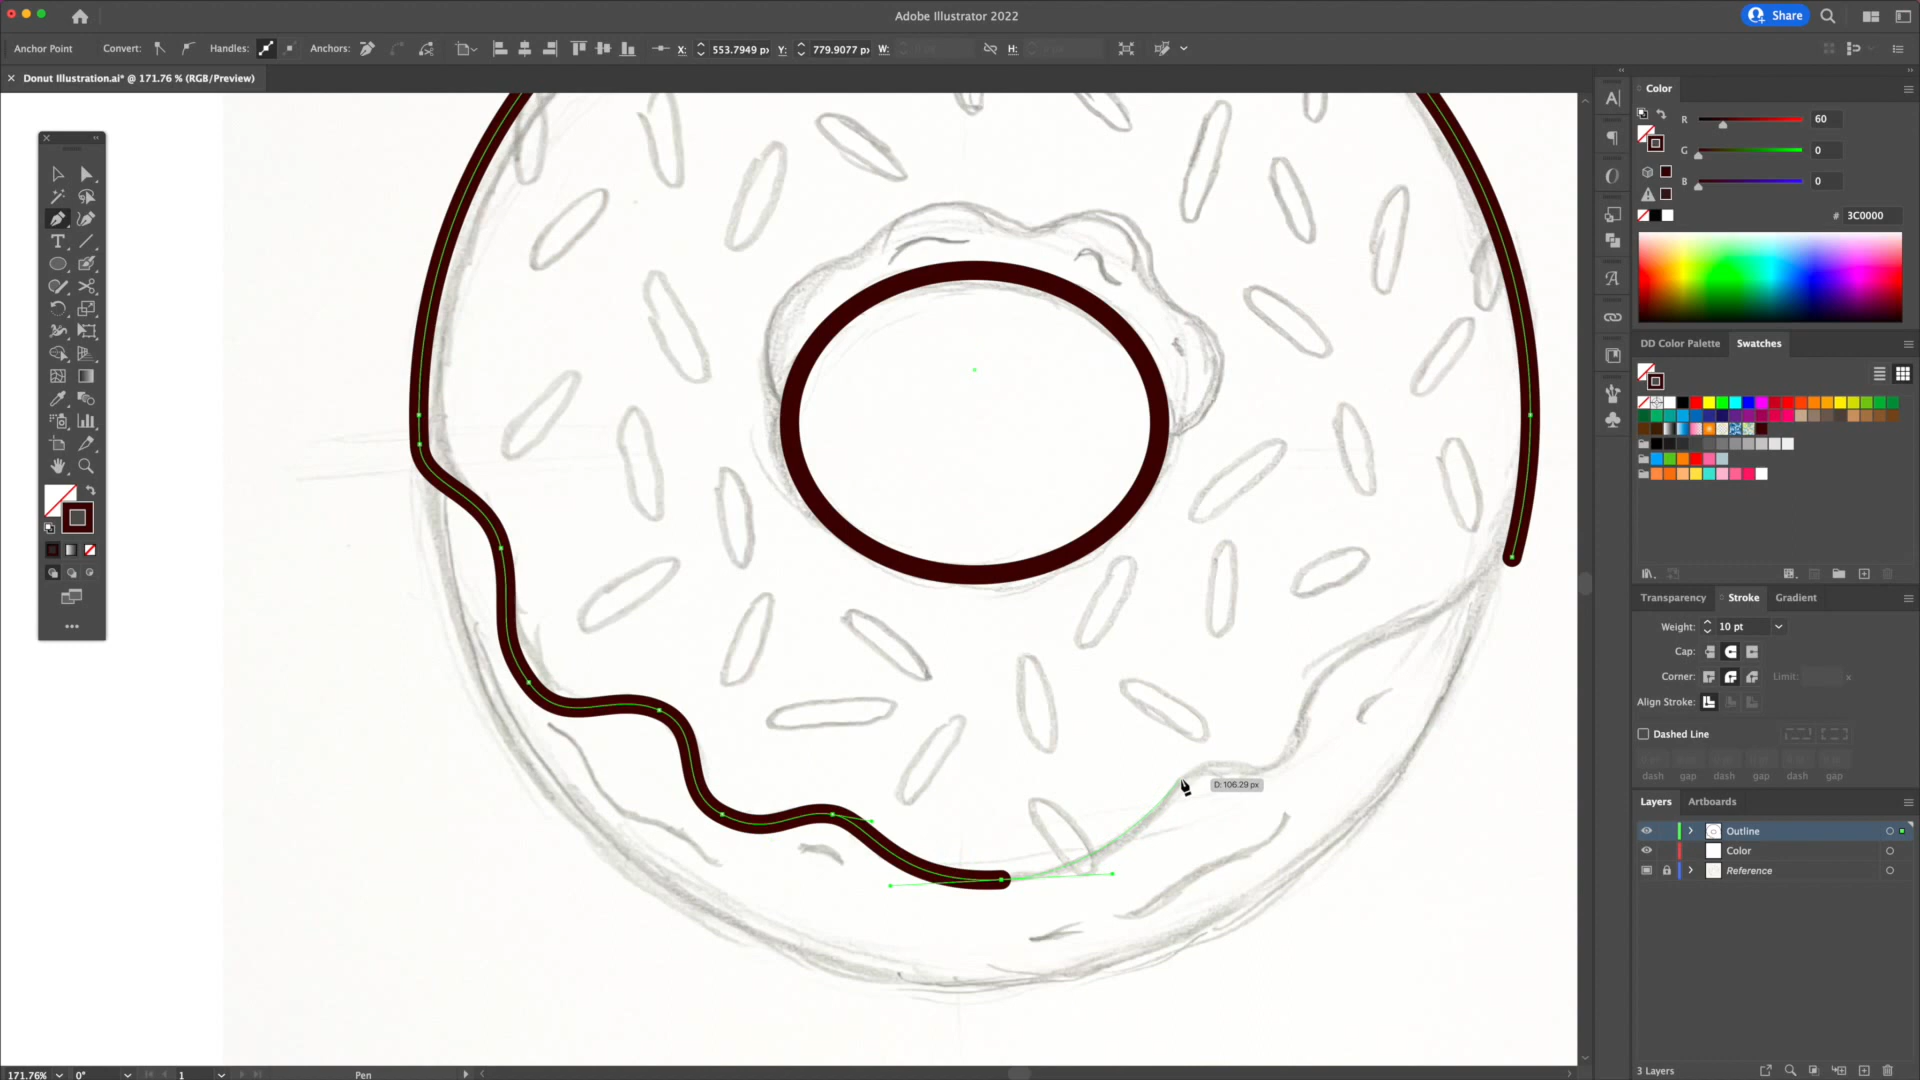 Adobe Illustrator 2022
Share
Anchor Point
Convert:
Handles:
Anchors:
X:
553.7949 px
Y:
779.9077 px
W:
H:
Donut Illustration.ai* @ 171.76 % (RGB/Preview)
Color
R
60
G
0
B
0
# 3C0000
DD Color Palette
Swatches
Transparency
Stroke
Gradient
Weight:
10 pt
Cap:
Corner:
Limit:
x
Align Stroke:
Dashed Line
dash
gap
dash
gap
dash
gap
D: 106.29 px
Layers
Artboards
Outline
Color
Reference
3 Layers
171.76%
0°
1
Pen